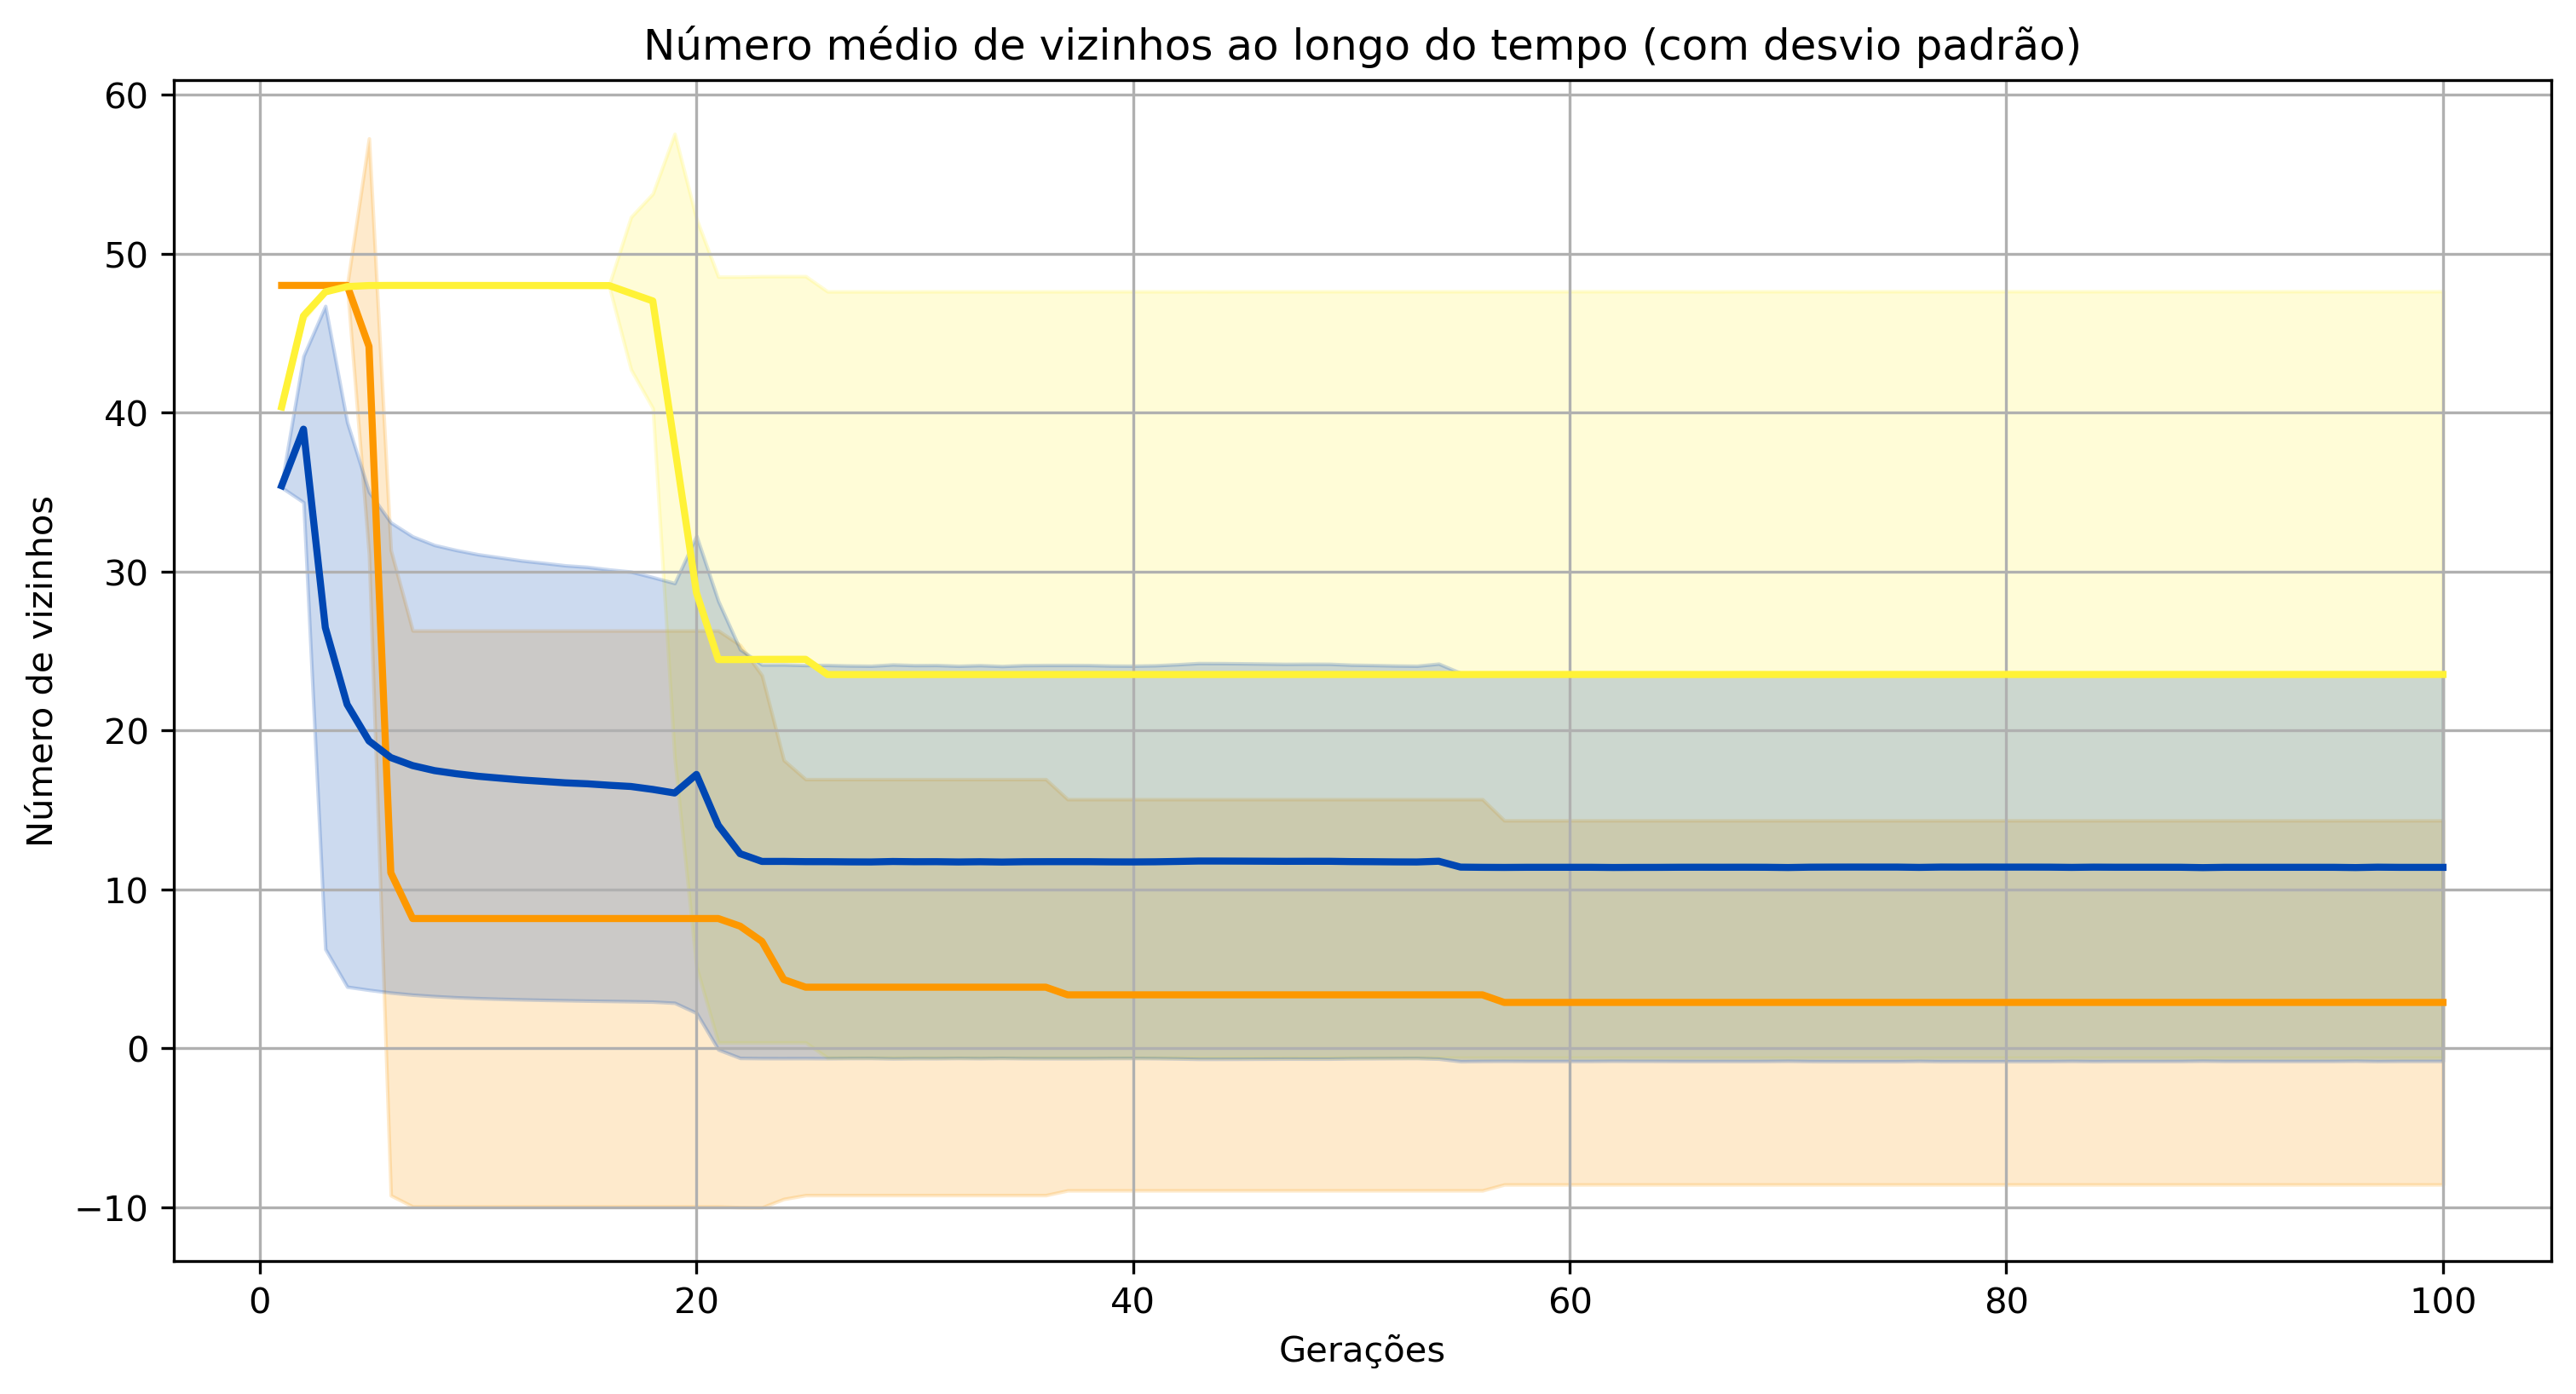 Número médio de vizinhos ao longo do tempo (com desvio padrão)
60
50
40
30
20
10
0
−10
Número de vizinhos
0 20 40 60 80 100
Gerações